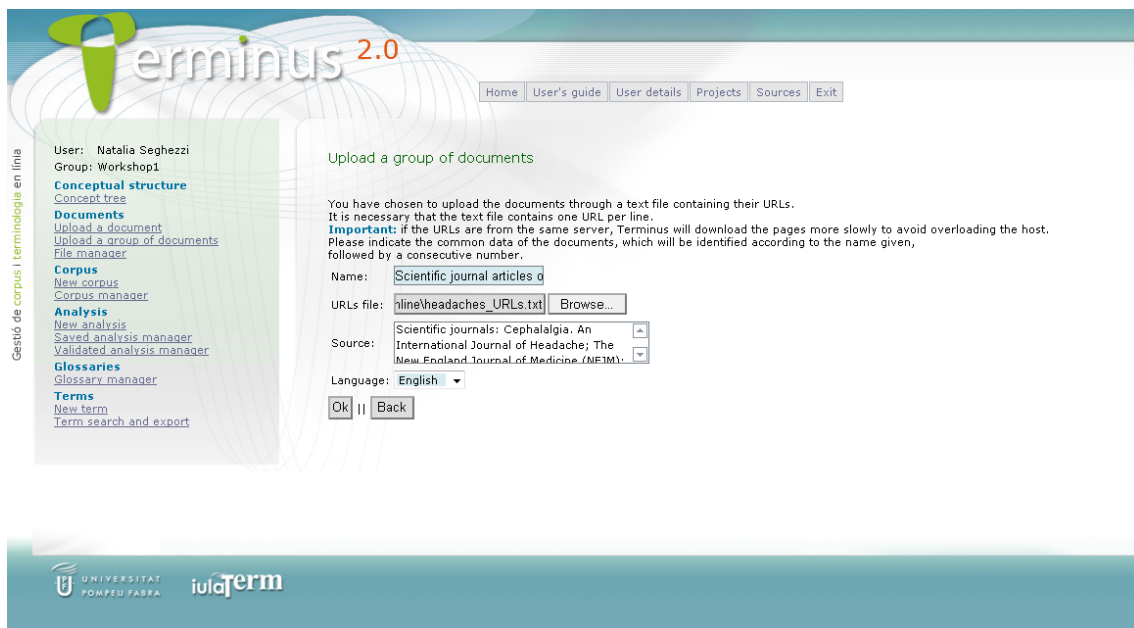 Terminus 2.0
Home User's guide User details Projects Sources Exit
Gestió de corpus i terminologia en línia
User: Natalia Seghezzi
Group: Workshop1
Conceptual structure
Concept tree
Documents
Upload a document
Upload a group of documents
File manager
Corpus
New corpus
Corpus manager
Analysis
New analysis
Saved analysis manager
Validated analysis manager
Glossaries
Glossary manager
Terms
New term
Term search and export
Upload a group of documents
You have chosen to upload the documents through a text file containing their URLs.
It is necessary that the text file contains one URL per line.
Important: if the URLs are from the same server, Terminus will download the pages more slowly to avoid overloading the host.
Please indicate the common data of the documents, which will be identified according to the name given,
followed by a consecutive number.
Name: Scientific journal articles o
URLs file: nline\headaches_URLs.txt Browse...
Source: Scientific journals: Cephalalgia. An
International Journal of Headache; The
New England Journal of Medicine (NEJM);
Language: English
Ok || Back
UNIVERSITAT
POMPEU FABRA
iulaTerm